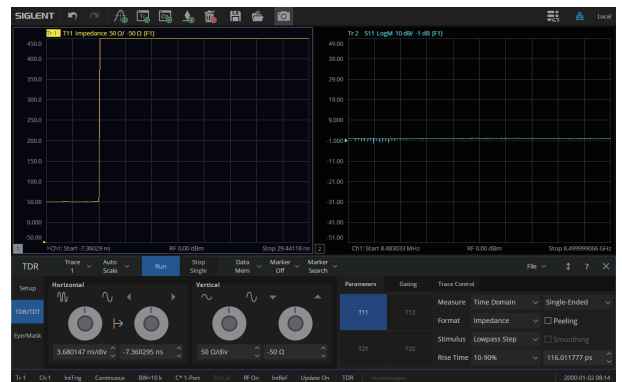 SIGLENT Local
Tr 1 T11 Impedance 50 Ω/ -50 Ω [F1]
450.0
400.0
350.0
300.0
250.0
200.0
150.0
100.0
50.00
0.000
-50.00
1 >Ch1: Start -7.36029 ns RF 0.00 dBm Stop 29.44118 ns
Tr 2 S11 LogM 10 dB/ -1 dB [F1]
49.00
39.00
29.00
19.00
9.000
-1.000
-11.00
-21.00
-31.00
-41.00
-51.00
2 Ch1: Start 8.483033 MHz RF 0.00 dBm Stop 8.499999066 GHz
TDR Trace 1 Auto Scale Run Stop Single Data Mem Marker Off Marker Search File ? X
Setup
TDR/TDT
Eye/Mask
Horizontal
3.680147 ns/div -7.360295 ns
Vertical
50 Ω/div -50 Ω
Parameters Gating Trace Control
T11 T12
T21 T22
Measure Time Domain Single-Ended
Format Impedance Peeling
Stimulus Lowpass Step Smoothing
Rise Time 10-90% 116.011777 ps
Tr 1 Ch 1 IntTrig Continuous BW=10 k C* 1-Port SrcCal RF On IntRef Update On TDR no messages 2000-01-02 08:14